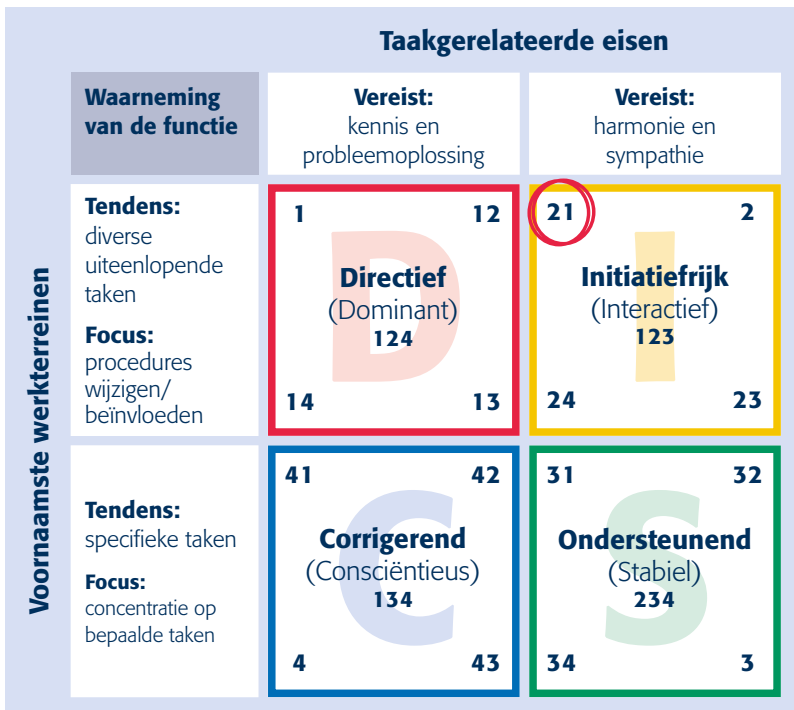 Taakgerelateerde eisen
Waarneming
van de functie
Vereist:
kennis en
probleemoplossing
Vereist:
harmonie en
sympathie
Voornaamste werkterreinen
Tendens:
diverse
uiteenlopende
taken
Focus:
procedures
wijzigen/
beïnvloeden
1 12
D
Directief
(Dominant)
124
14 13
21 2
I
Initiatiefrijk
(Interactief)
123
24 23
Tendens:
specifieke taken
Focus:
concentratie op
bepaalde taken
41 42
C
Corrigerend
(Consciëntieus)
134
4 43
31 32
S
Ondersteunend
(Stabiel)
234
34 3